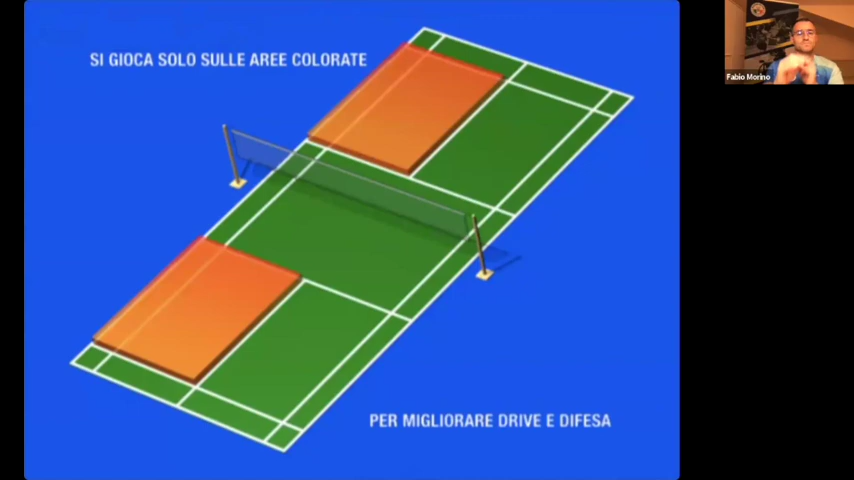 SI GIOCA SOLO SULLE AREE COLORATE
Fabio Morino
PER MIGLIORARE DRIVE E DIFESA